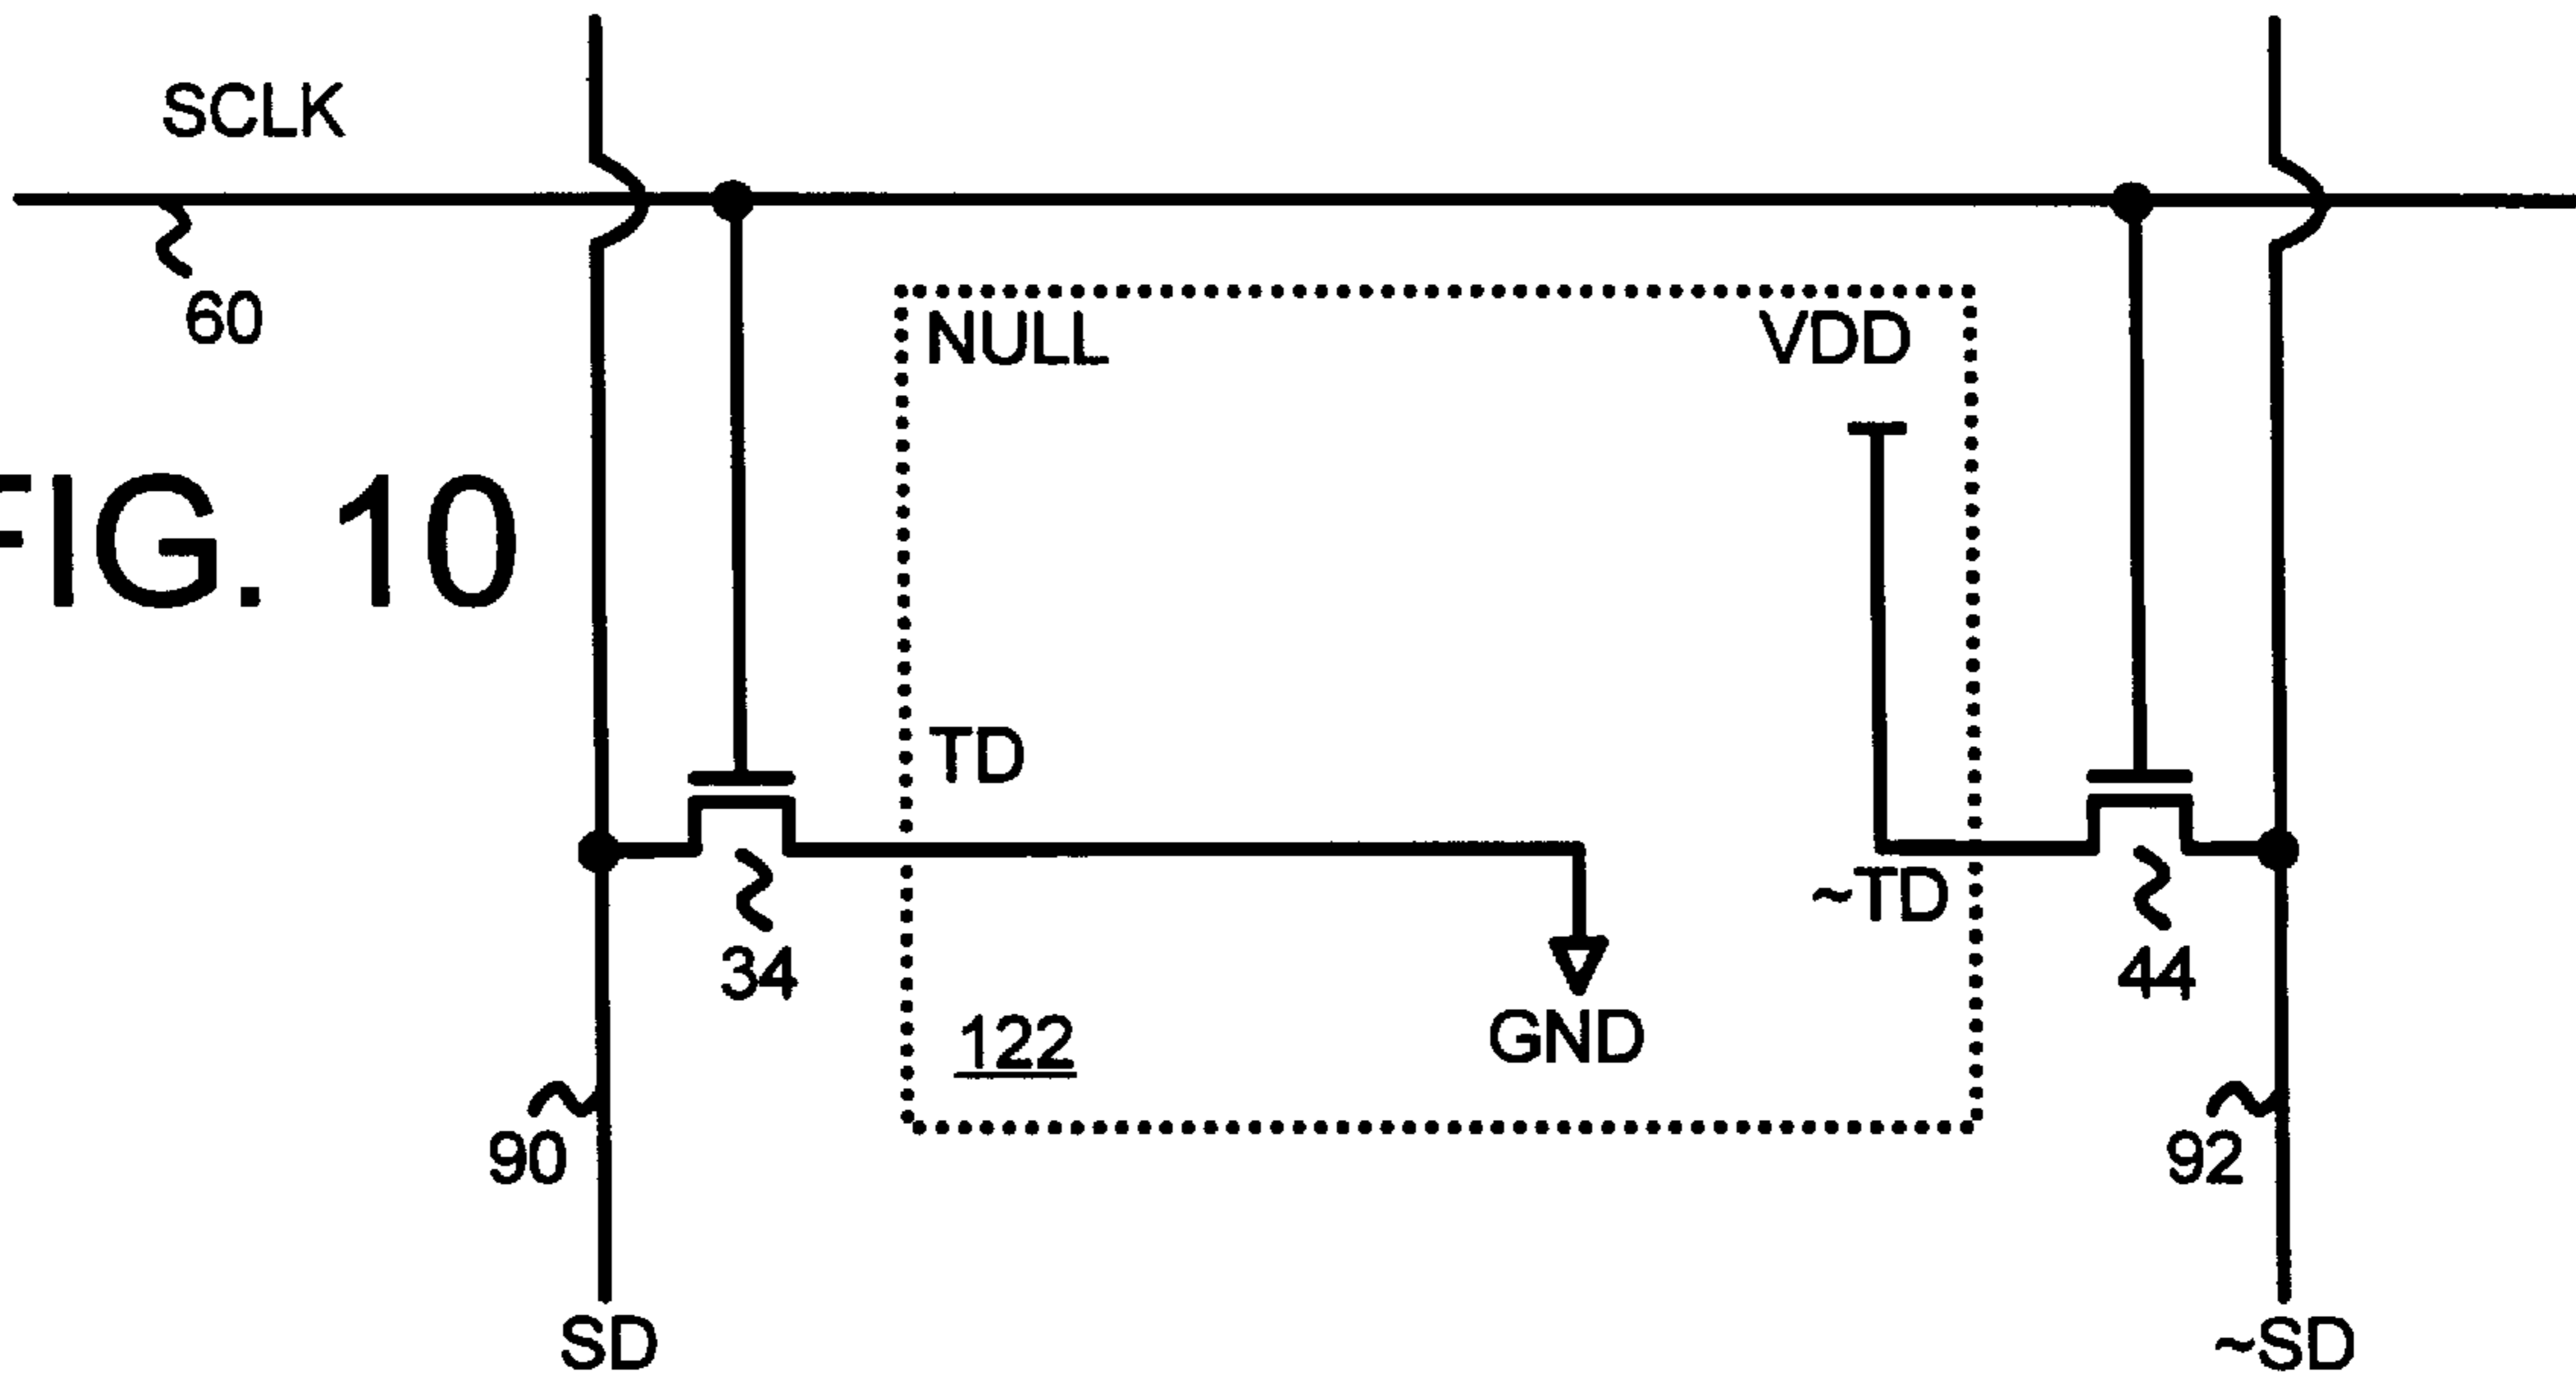 SCLK
60
NULL
VDD
FIG. 10
TD
~TD
34
44
122
GND
90
92
SD
~SD